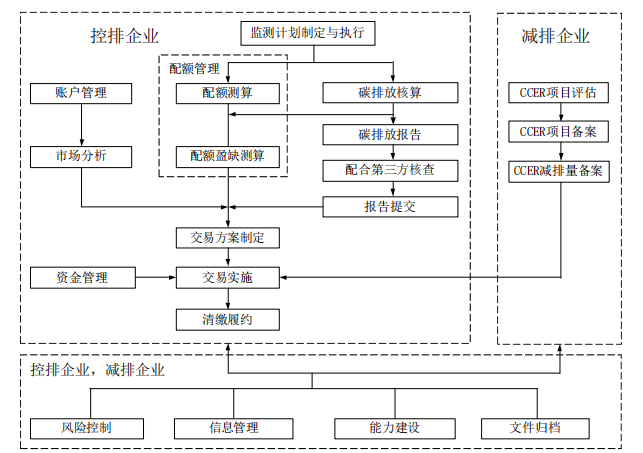 控排企业
监测计划制定与执行
减排企业
配额管理
账户管理
配额测算
碳排放核算
CCER项目评估
碳排放报告
CCER项目备案
市场分析
配额盈缺测算
配合第三方核查
CCER减排量备案
报告提交
交易方案制定
资金管理
交易实施
清缴履约
控排企业，减排企业
风险控制
信息管理
能力建设
文件归档